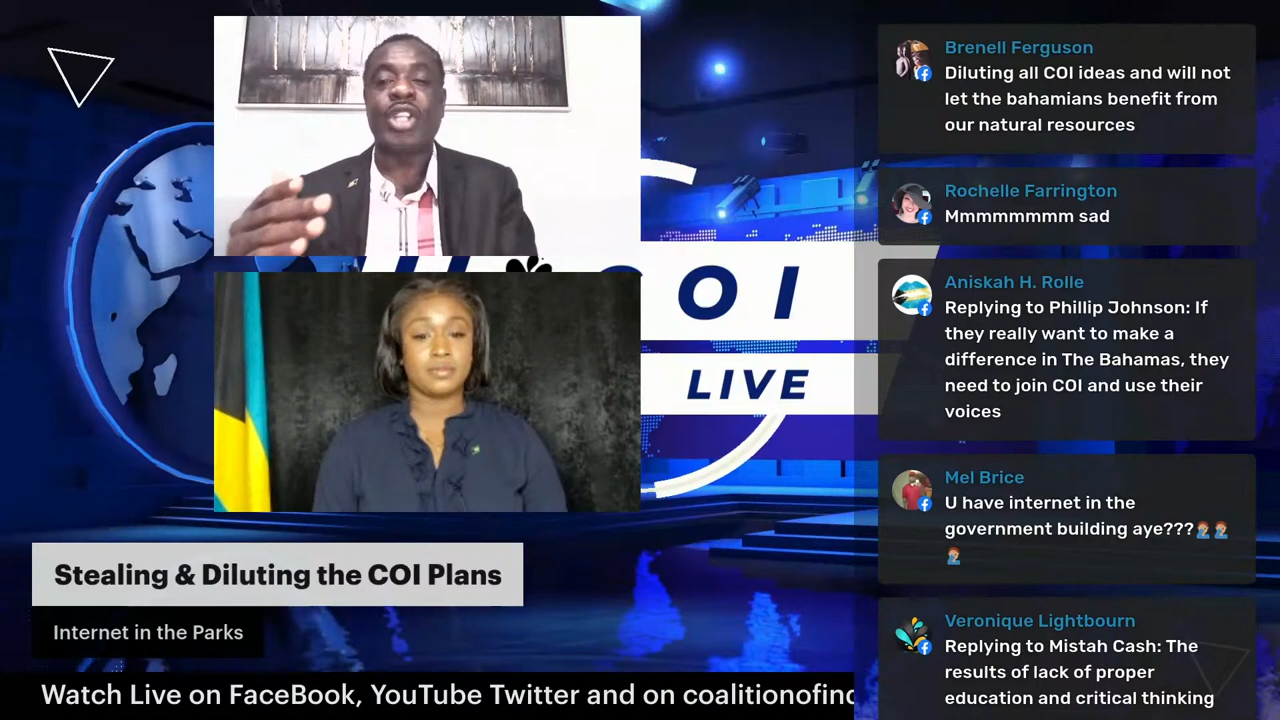 COI
LIVE
Stealing & Diluting the COI Plans
Internet in the Parks
Watch Live on FaceBook, YouTube Twitter and on coalitionofind
Brenell Ferguson
Diluting all COI ideas and will not
let the bahamians benefit from
our natural resources
Rochelle Farrington
Mmmmmmmm sad
Aniskah H. Rolle
Replying to Phillip Johnson: If
they really want to make a
difference in The Bahamas, they
need to join COI and use their
voices
Mel Brice
U have internet in the
government building aye???🤦🏽‍♂️🤦🏽‍♂️
🤦🏽‍♂️
Veronique Lightbourn
Replying to Mistah Cash: The
results of lack of proper
education and critical thinking